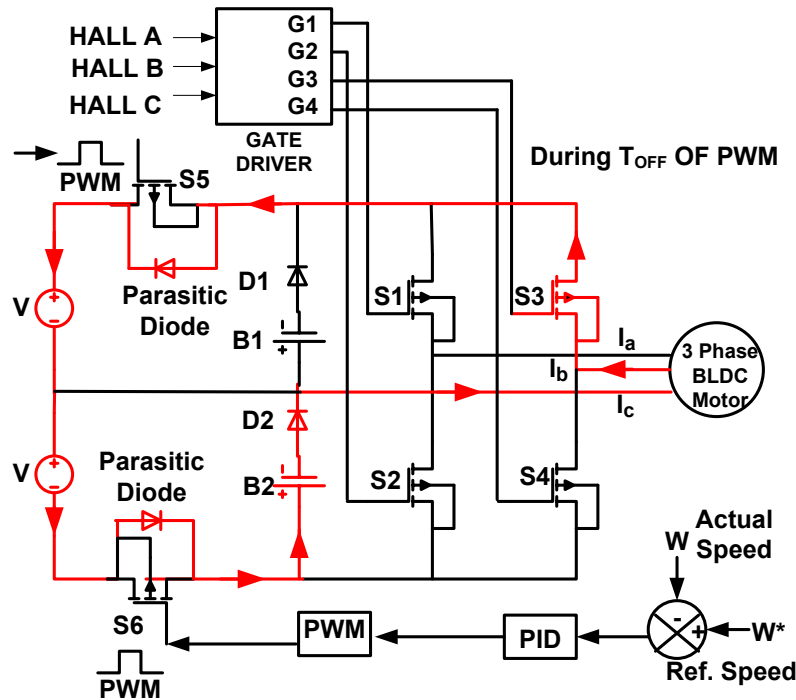 HALL A
HALL B
HALL C
G1
G2
G3
G4
GATE
DRIVER
During TOFF OF PWM
PWM
S5
Parasitic
Diode
V
D1
B1
S1
S3
Ia
Ib
Ic
3 Phase
BLDC
Motor
D2
B2
V
Parasitic
Diode
S2
S4
S6
PWM
PWM
PID
W
Actual
Speed
-
+
W*
Ref. Speed